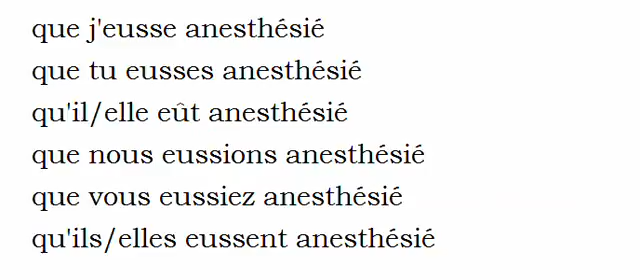 que j'eusse anesthésié
que tu eusses anesthésié
qu'il/elle eût anesthésié
que nous eussions anesthésié
que vous eussiez anesthésié
qu'ils/elles eussent anesthésié